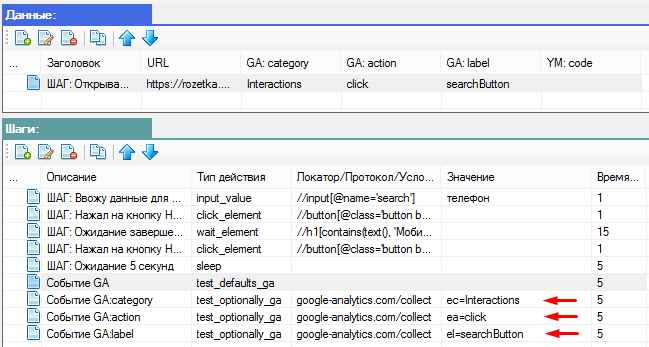 Данные:
... Заголовок URL GA: category GA: action GA: label YM: code
ШАГ: Открыва... https://rozetka.... Interactions click searchButton
Шаги:
... Описание Тип действия Локатор/Протокол/Усло... Значение Время...
ШАГ: Ввожу данные для ... input_value //input[@name='search'] телефон 1
ШАГ: Нажал на кнопку Н... click_element //button[@class='button b... 1
ШАГ: Ожидание заверше... wait_element //h1[contains(text(), 'Моби... 15
ШАГ: Нажал на кнопку Н... click_element //button[@class='button b... 1
ШАГ: Ожидание 5 секунд sleep 5
Событие GA test_defaults_ga 5
Событие GA:category test_optionally_ga google-analytics.com/collect ec=Interactions 5
Событие GA:action test_optionally_ga google-analytics.com/collect ea=click 5
Событие GA:label test_optionally_ga google-analytics.com/collect el=searchButton 5